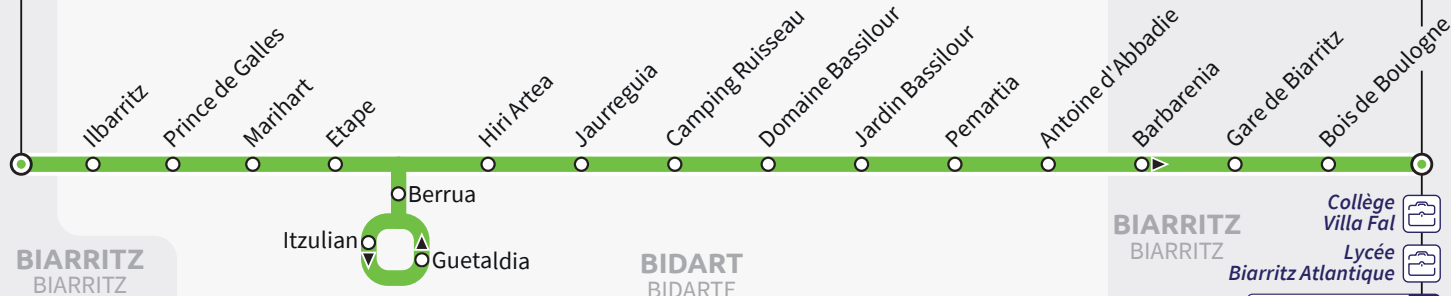 Ilbarritz
Prince de Galles
Marihart
Etape
Hiri Artea
Jaurreguia
Camping Ruisseau
Domaine Bassilour
Jardin Bassilour
Pemartia
Antoine d'Abbadie
Barbarenia
Gare de Biarritz
Bois de Boulogne
Berrua
Itzulian
Guetaldia
BIARRITZ
BIARRITZ
BIDART
BIDARTE
BIARRITZ
BIARRITZ
Collège
Villa Fal
Lycée
Biarritz Atlantique